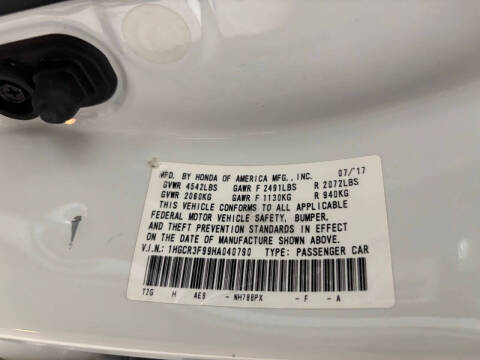 MFD. BY HONDA OF AMERICA MFG., INC. 07/'17
GVWR 4542LBS GAWR F 2491LBS R 2072LBS
GVWR 2060KG GAWR F 1130KG R 940KG
THIS VEHICLE CONFORMS TO ALL APPLICABLE
FEDERAL MOTOR VEHICLE SAFETY, BUMPER,
AND THEFT PREVENTION STANDARDS IN EFFECT
ON THE DATE OF MANUFACTURE SHOWN ABOVE.
V.I.N.: 1HGCR3F99HA040790 TYPE: PASSENGER CAR
T2G H AE9 - NH788PX - F - A